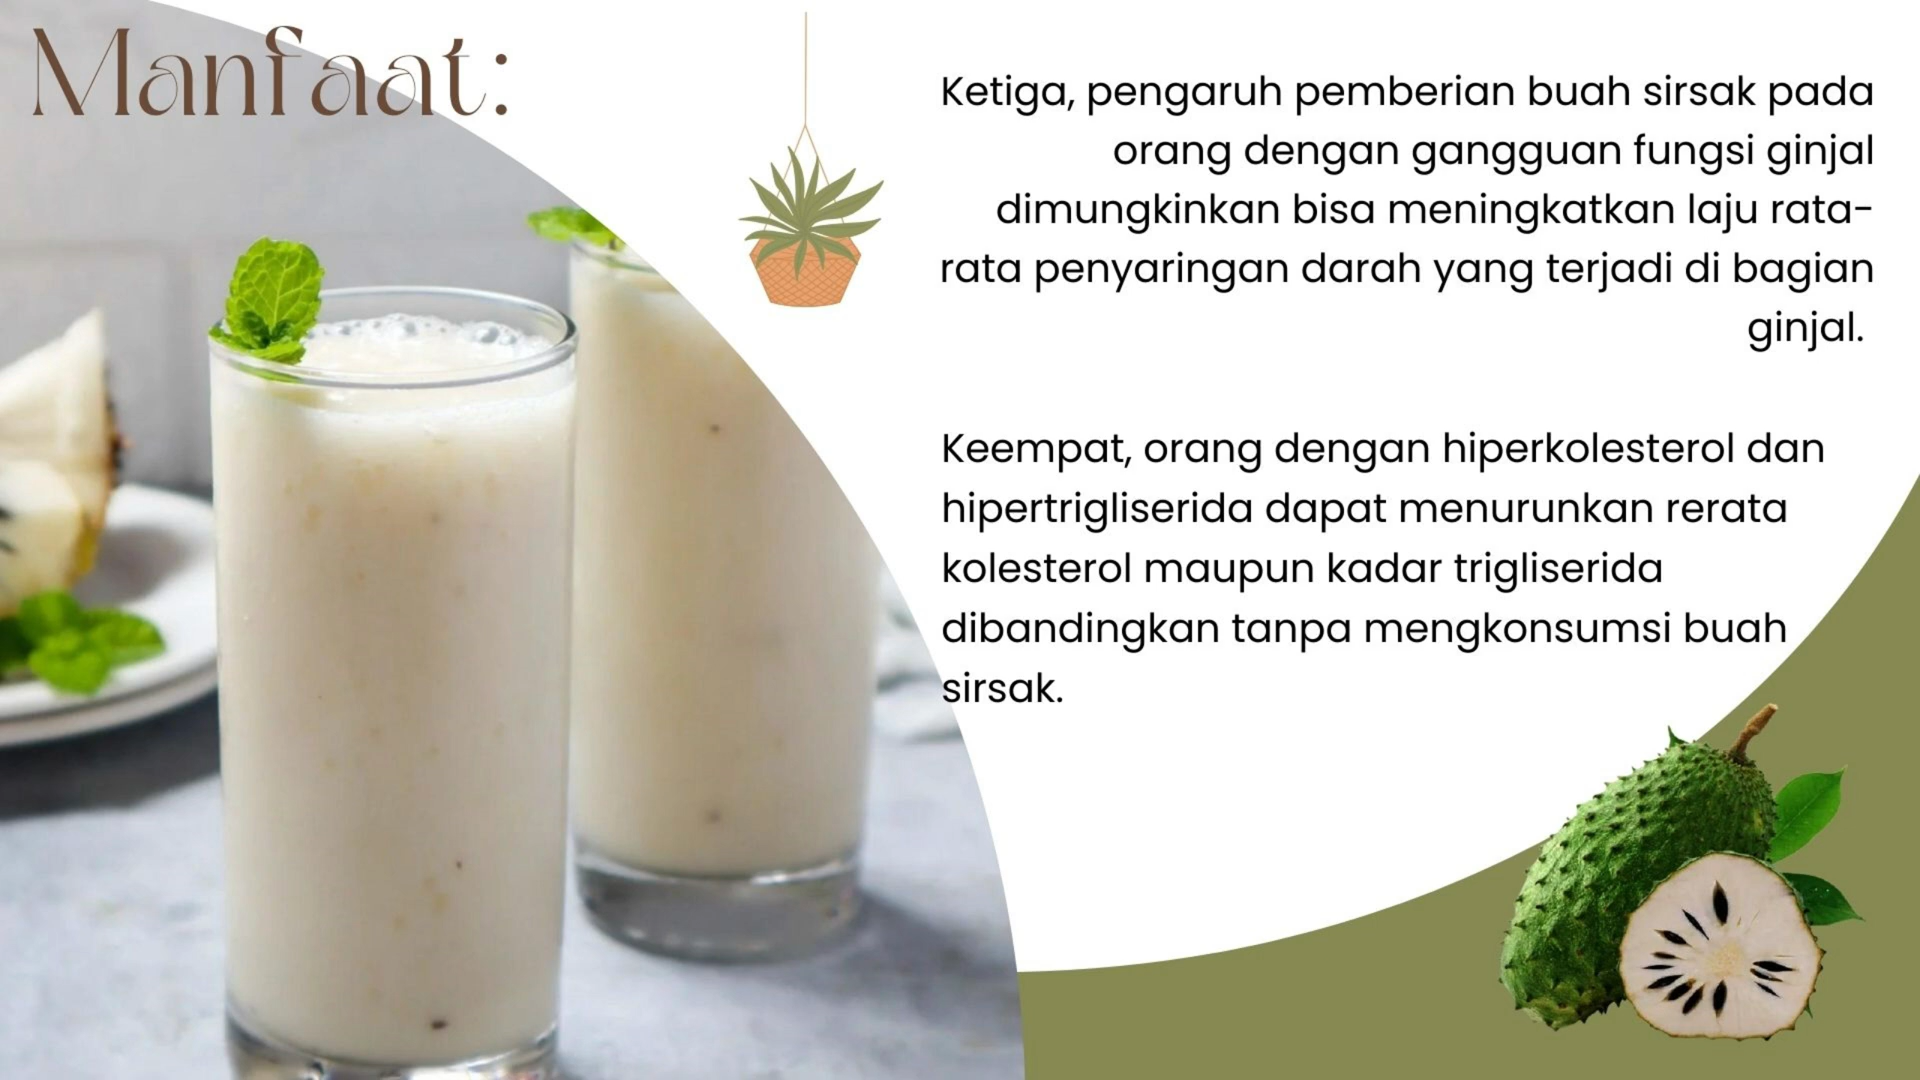 Manfaat:
Ketiga, pengaruh pemberian buah sirsak pada
orang dengan gangguan fungsi ginjal
dimungkinkan bisa meningkatkan laju rata-
rata penyaringan darah yang terjadi di bagian
ginjal.
Keempat, orang dengan hiperkolesterol dan
hipertrigliserida dapat menurunkan rerata
kolesterol maupun kadar trigliserida
dibandingkan tanpa mengkonsumsi buah
sirsak.